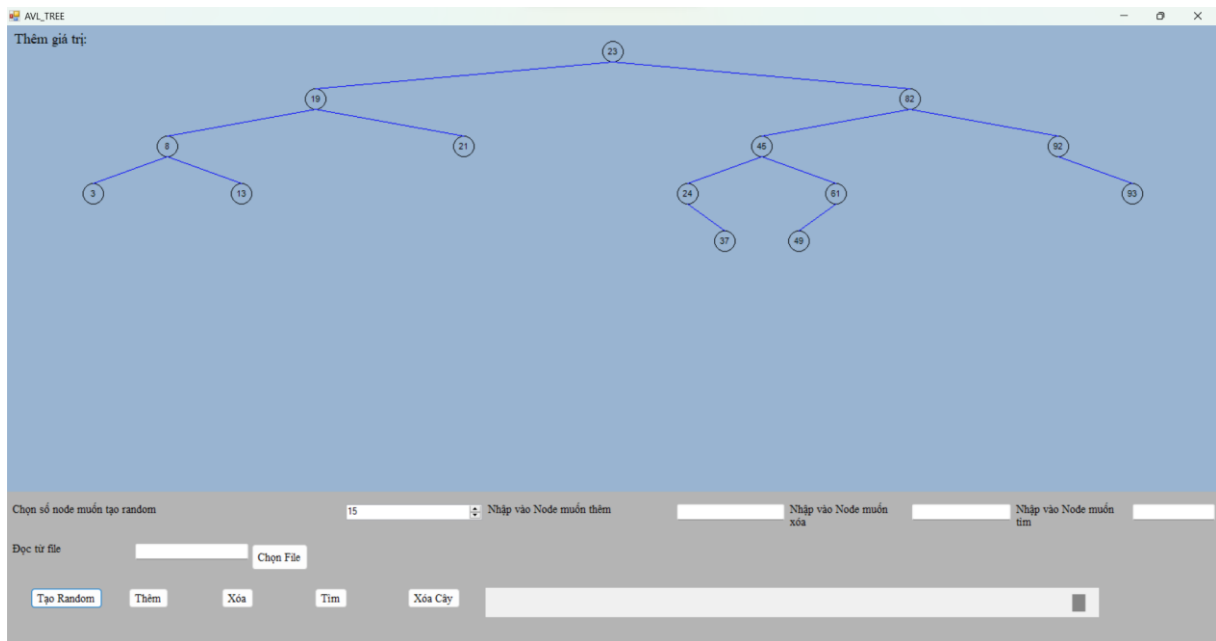 AVL_TREE
Thêm giá trị:
23
19
82
8
21
46
92
3
13
24
61
93
37
49
Chọn số node muốn tạo random
15
Nhập vào Node muốn thêm
Nhập vào Node muốn
xóa
Nhập vào Node muốn
tìm
Đọc từ file
Chọn File
Tạo Random
Thêm
Xóa
Tìm
Xóa Cây